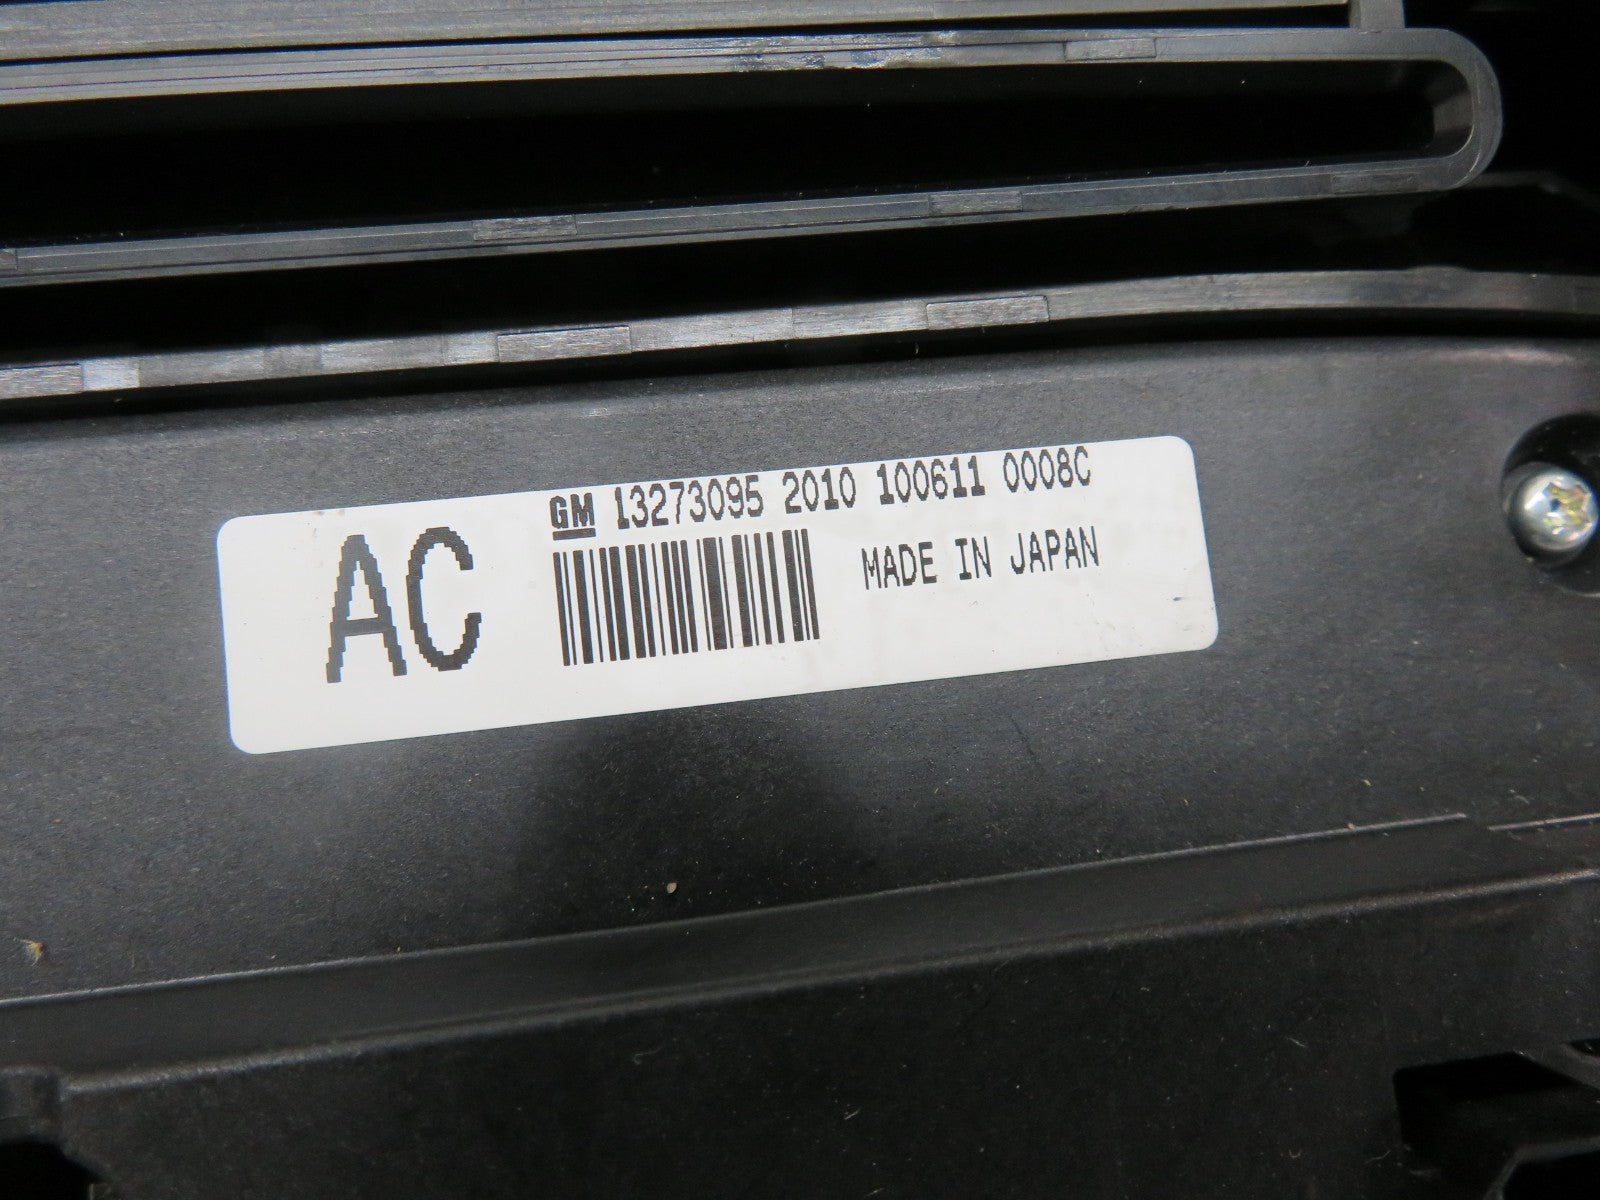 AC
GM 13273095 2010 100611 0008C
MADE IN JAPAN